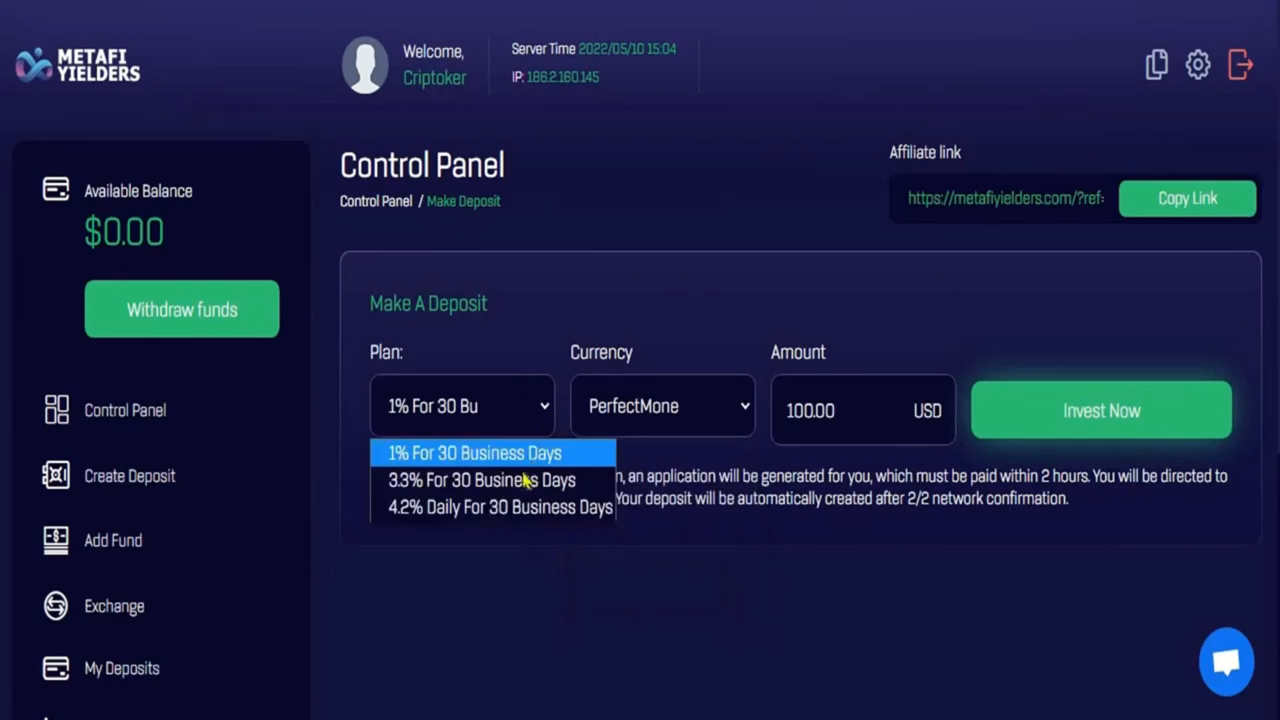 METAFI
YIELDERS
Welcome,
Criptoker
Server Time 2022/05/10 15:04
IP: 186.2.160.145
Available Balance
$0.00
Withdraw funds
Control Panel
Create Deposit
Add Fund
Exchange
My Deposits
Control Panel
Control Panel / Make Deposit
Affiliate link
https://metafiyielders.com/?ref=
Copy Link
Make A Deposit
Plan:
Currency
Amount
1% For 30 Bu
PerfectMone
100.00 USD
Invest Now
1% For 30 Business Days
3.3% For 30 Business Days
4.2% Daily For 30 Business Days
n, an application will be generated for you, which must be paid within 2 hours. You will be directed to
Your deposit will be automatically created after 2/2 network confirmation.